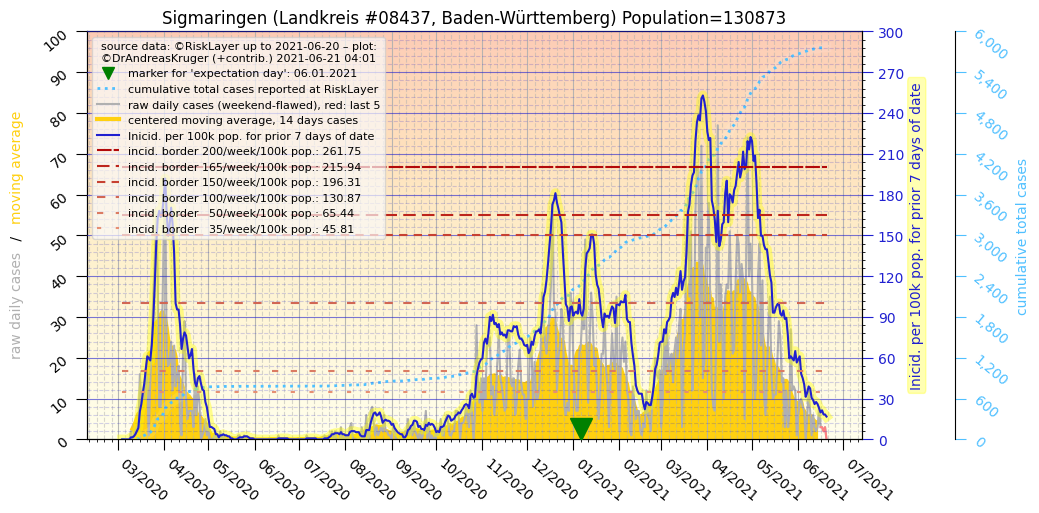 Sigmaringen (Landkreis #08437, Baden-Württemberg) Population=130873
source data: ©RiskLayer up to 2021-06-20 – plot:
©DrAndreasKruger (+contrib.) 2021-06-21 04:01
marker for 'expectation day': 06.01.2021
cumulative total cases reported at RiskLayer
raw daily cases (weekend-flawed), red: last 5
centered moving average, 14 days cases
Inicid. per 100k pop. for prior 7 days of date
incid. border 200/week/100k pop.: 261.75
incid. border 165/week/100k pop.: 215.94
incid. border 150/week/100k pop.: 196.31
incid. border 100/week/100k pop.: 130.87
incid. border   50/week/100k pop.: 65.44
incid. border   35/week/100k pop.: 45.81
raw daily cases / moving average
100
90
80
70
60
50
40
30
20
10
0
03/2020
04/2020
05/2020
06/2020
07/2020
08/2020
09/2020
10/2020
11/2020
12/2020
01/2021
02/2021
03/2021
04/2021
05/2021
06/2021
07/2021
300
270
240
210
180
150
120
90
60
30
0
Inicid. per 100k pop. for prior 7 days of date
6,000
5,400
4,800
4,200
3,600
3,000
2,400
1,800
1,200
600
0
cumulative total cases